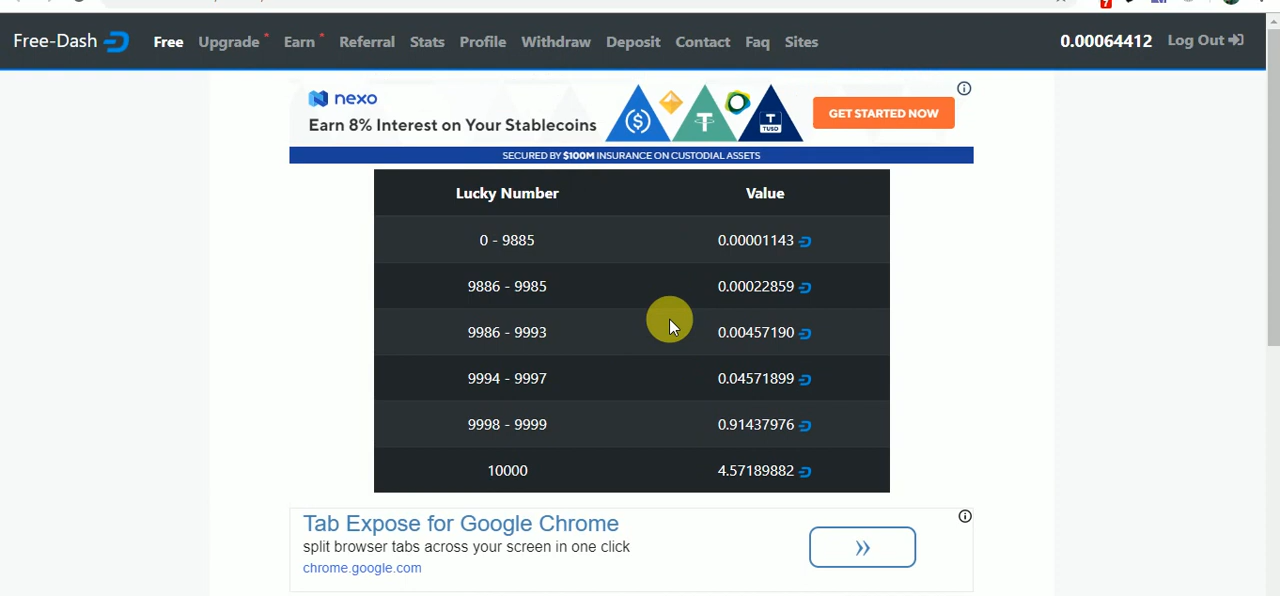 7
Free-Dash Free Upgrade * Earn * Referral Stats Profile Withdraw Deposit Contact Faq Sites 0.00064412 Log Out
nexo
Earn 8% Interest on Your Stablecoins
TUSD
GET STARTED NOW
SECURED BY $100M INSURANCE ON CUSTODIAL ASSETS
Lucky Number Value
0 - 9885 0.00001143
9886 - 9985 0.00022859
9986 - 9993 0.00457190
9994 - 9997 0.04571899
9998 - 9999 0.91437976
10000 4.57189882
Tab Expose for Google Chrome
split browser tabs across your screen in one click
chrome.google.com